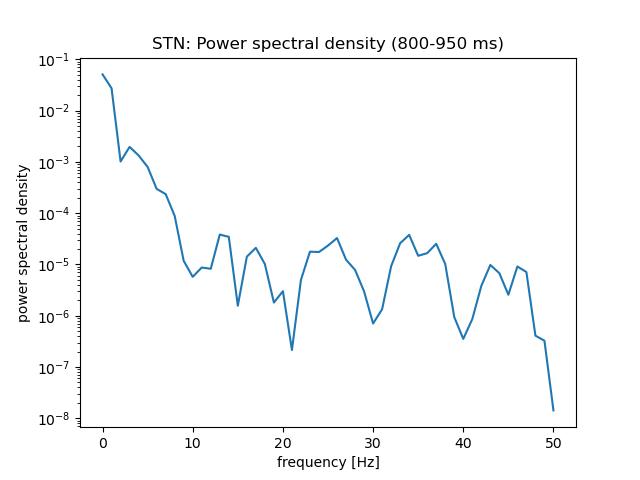 STN: Power spectral density (800-950 ms)
power spectral density
10⁻¹
10⁻²
10⁻³
10⁻⁴
10⁻⁵
10⁻⁶
10⁻⁷
10⁻⁸
0 10 20 30 40 50
frequency [Hz]